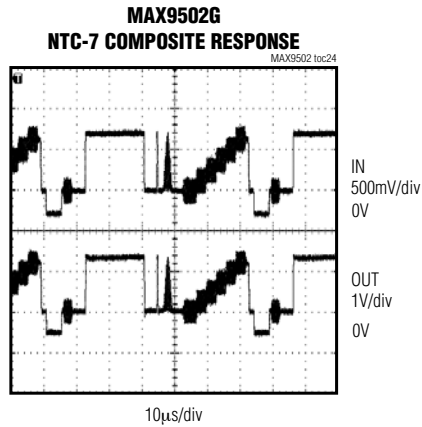 MAX9502G
NTC-7 COMPOSITE RESPONSE
MAX9502 toc24
T
IN
500mV/div
0V
OUT
1V/div
0V
10µs/div